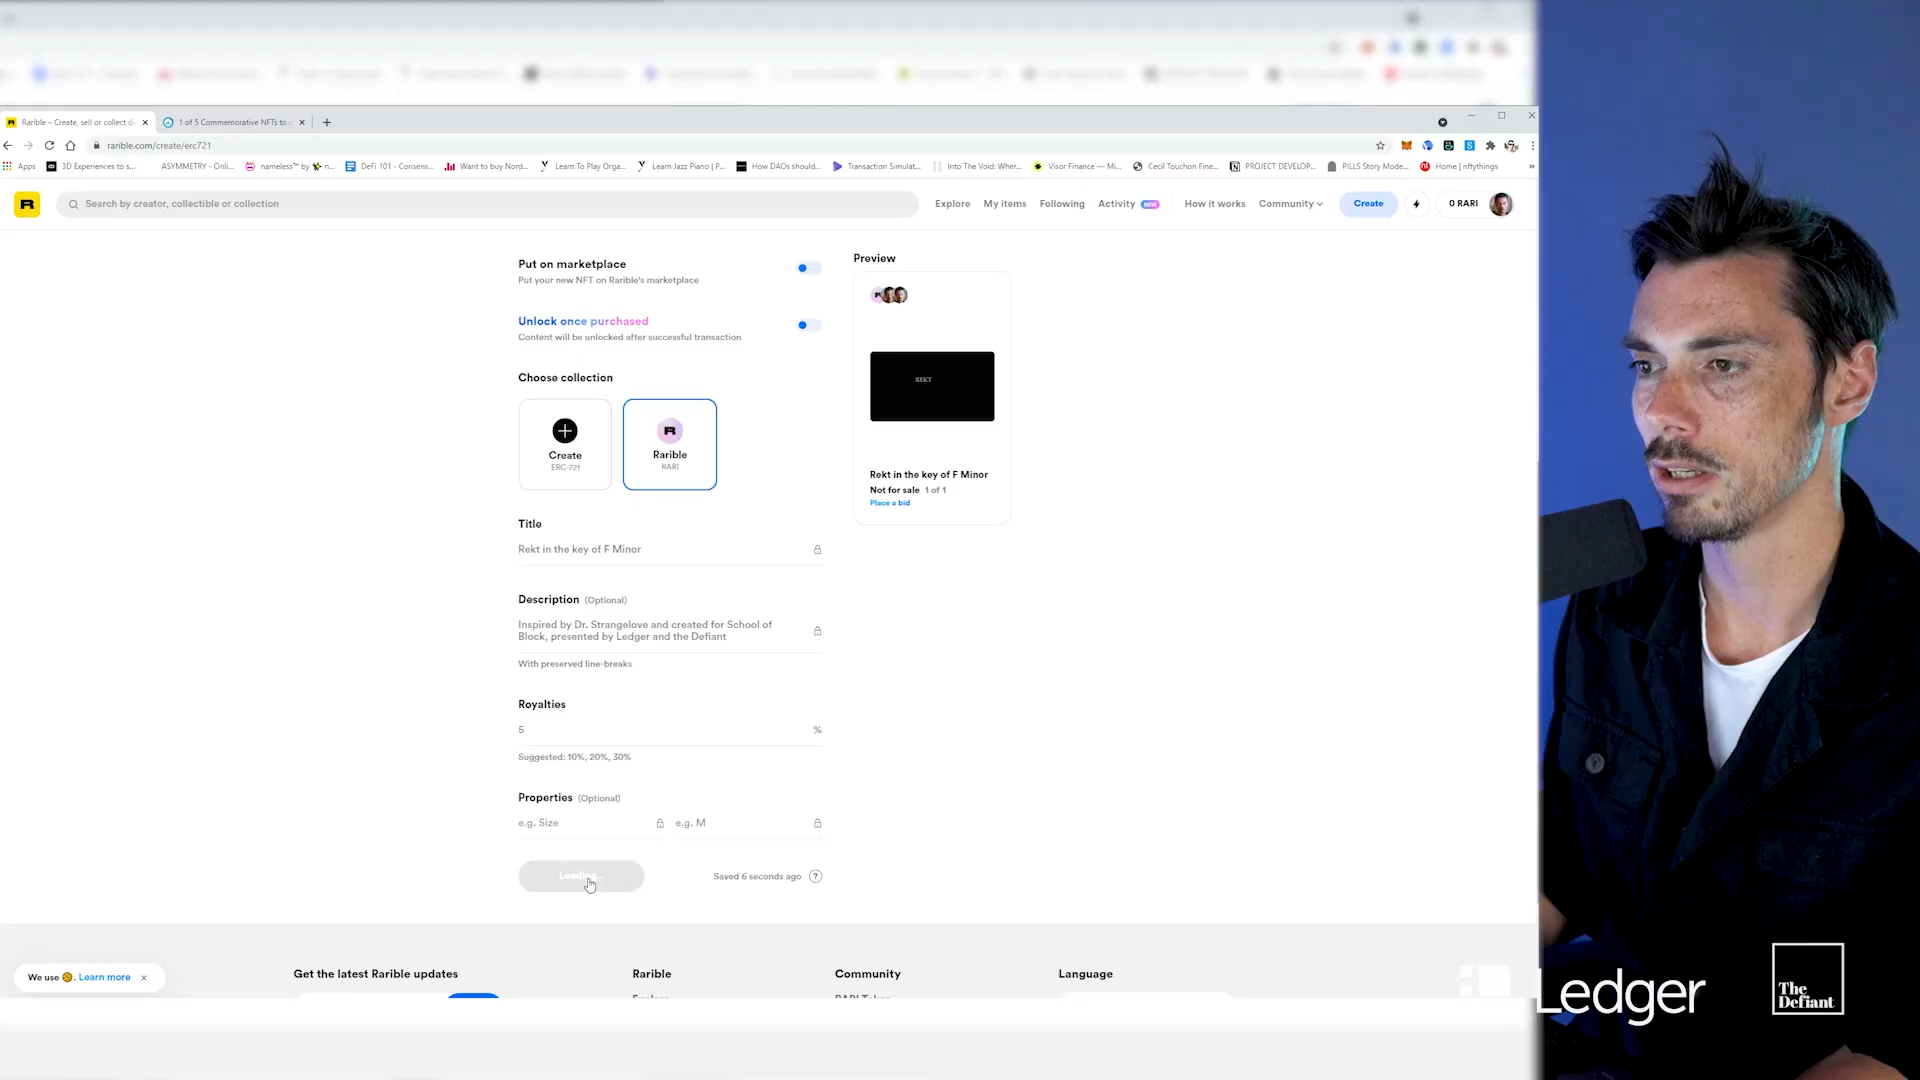 Rarible – Create, sell or collect d
1 of 5 Commemorative NFTs to
rarible.com/create/erc721
Apps
3D Experiences to s...
ASYMMETRY - Onli...
nameless™ by n...
DeFi 101 - Consens...
Want to buy Nord...
Learn To Play Orga...
Learn Jazz Piano | P...
How DAOs should...
Transaction Simulat...
Into The Void: Wher...
Visor Finance — Mi...
Cecil Touchon Fine...
PROJECT DEVELOP...
PILLS Story Mode...
Home | nftythings
R
Search by creator, collectible or collection
Explore
My items
Following
Activity NEW
How it works
Community
Create
0 RARI
Put on marketplace
Put your new NFT on Rarible's marketplace
Unlock once purchased
Content will be unlocked after successful transaction
Choose collection
Create
ERC-721
R
Rarible
RARI
Title
Rekt in the key of F Minor
Description (Optional)
Inspired by Dr. Strangelove and created for School of
Block, presented by Ledger and the Defiant
With preserved line-breaks
Royalties
5 %
Suggested: 10%, 20%, 30%
Properties (Optional)
e.g. Size
e.g. M
Loading...
Saved 6 seconds ago ?
Preview
REKT
Rekt in the key of F Minor
Not for sale 1 of 1
Place a bid
We use . Learn more
Get the latest Rarible updates
Rarible
Explore
Community
RARI Token
Language
Ledger
The
Defiant